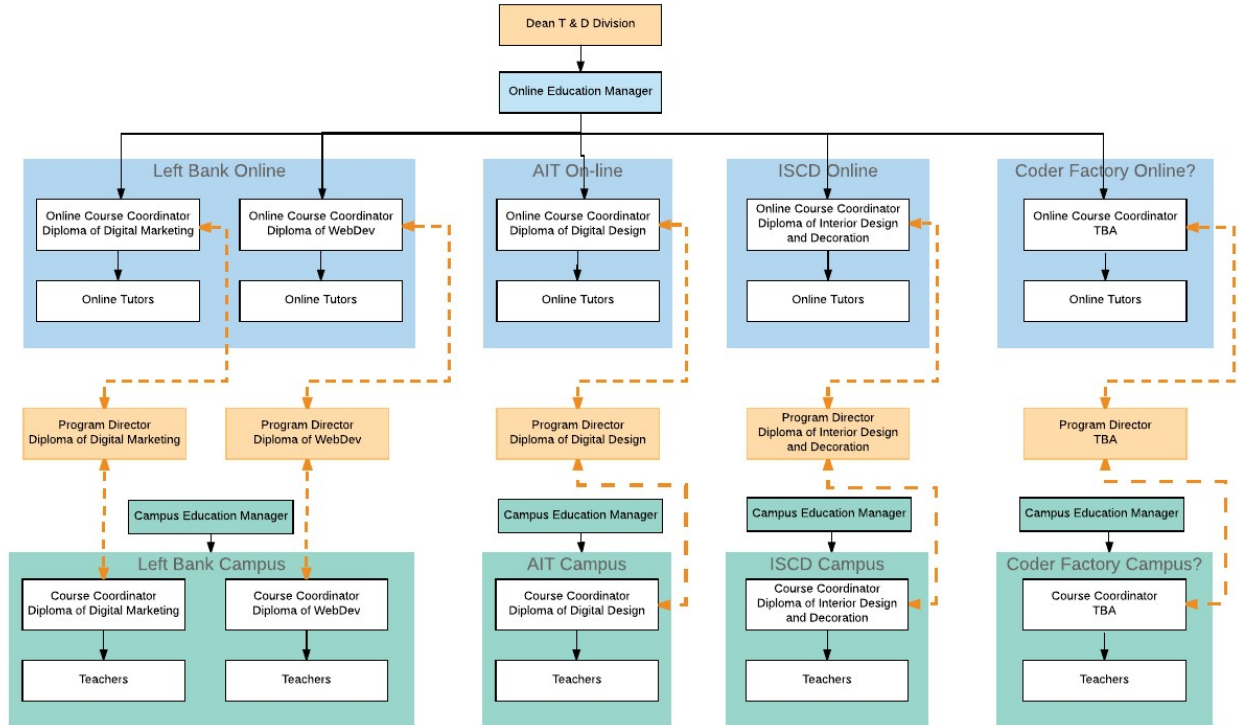 Dean T & D Division
Online Education Manager
Left Bank Online
AIT On-line
ISCD Online
Coder Factory Online?
Online Course Coordinator
Diploma of Digital Marketing
Online Course Coordinator
Diploma of WebDev
Online Course Coordinator
Diploma of Digital Design
Online Course Coordinator
Diploma of Interior Design
and Decoration
Online Course Coordinator
TBA
Online Tutors
Online Tutors
Online Tutors
Online Tutors
Online Tutors
Program Director
Diploma of Digital Marketing
Program Director
Diploma of WebDev
Program Director
Diploma of Digital Design
Program Director
Diploma of Interior Design
and Decoration
Program Director
TBA
Campus Education Manager
Campus Education Manager
Campus Education Manager
Campus Education Manager
Left Bank Campus
AIT Campus
ISCD Campus
Coder Factory Campus?
Course Coordinator
Diploma of Digital Marketing
Course Coordinator
Diploma of WebDev
Course Coordinator
Diploma of Digital Design
Course Coordinator
Diploma of Interior Design
and Decoration
Course Coordinator
TBA
Teachers
Teachers
Teachers
Teachers
Teachers